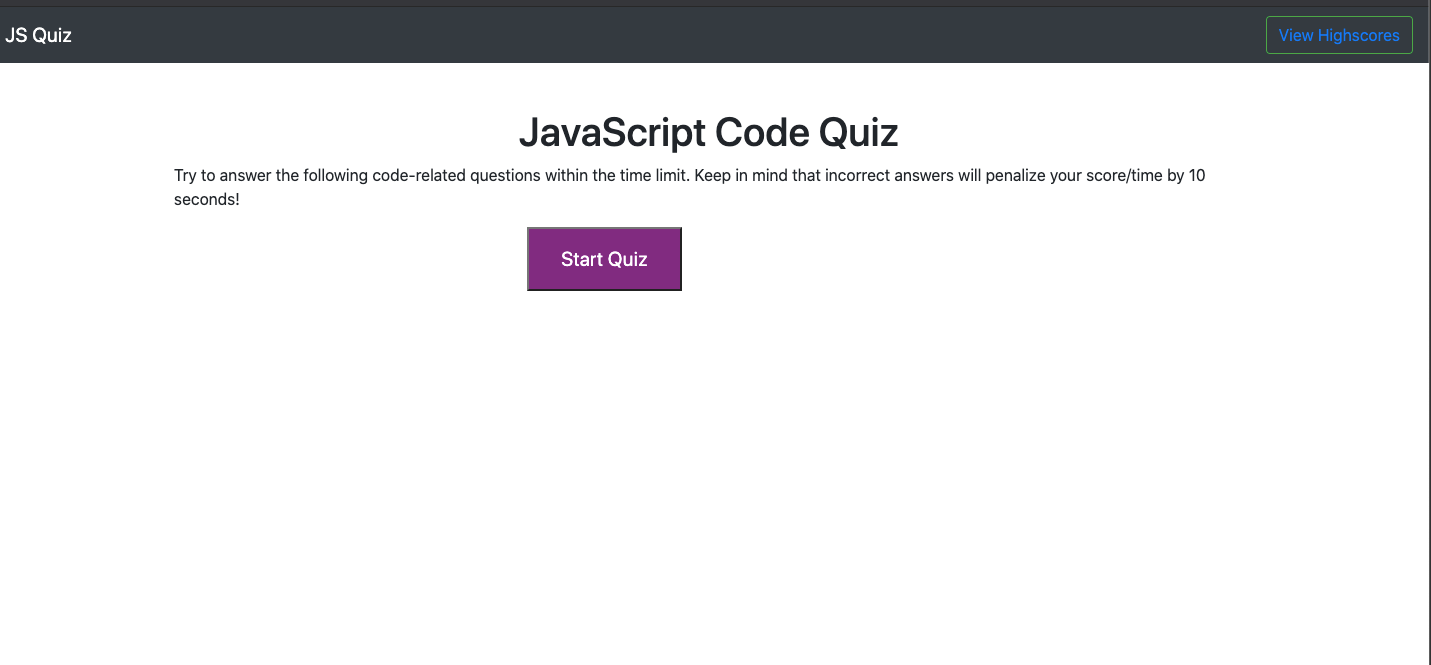 JS Quiz
View Highscores
JavaScript Code Quiz
Try to answer the following code-related questions within the time limit. Keep in mind that incorrect answers will penalize your score/time by 10
seconds!
Start Quiz